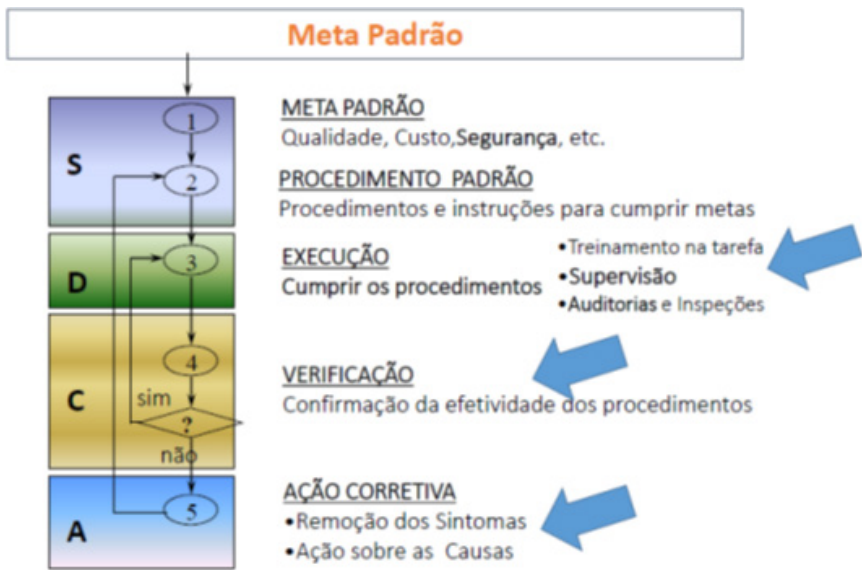 Meta Padrão
S
1
2
META PADRÃO
Qualidade, Custo,Segurança, etc.
PROCEDIMENTO PADRÃO
Procedimentos e instruções para cumprir metas
D
3
EXECUÇÃO
Cumprir os procedimentos
•Treinamento na tarefa
•Supervisão
•Auditorias e Inspeções
C
4
sim
?
não
VERIFICAÇÃO
Confirmação da efetividade dos procedimentos
A
5
AÇÃO CORRETIVA
•Remoção dos Sintomas
•Ação sobre as Causas